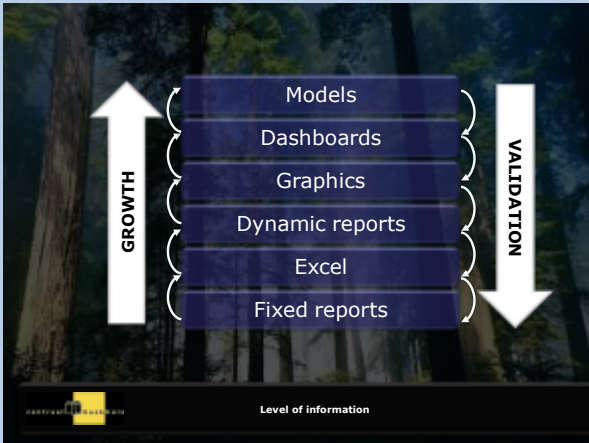 Models
Dashboards
Graphics
Dynamic reports
Excel
Fixed reports
GROWTH
VALIDATION
Level of information